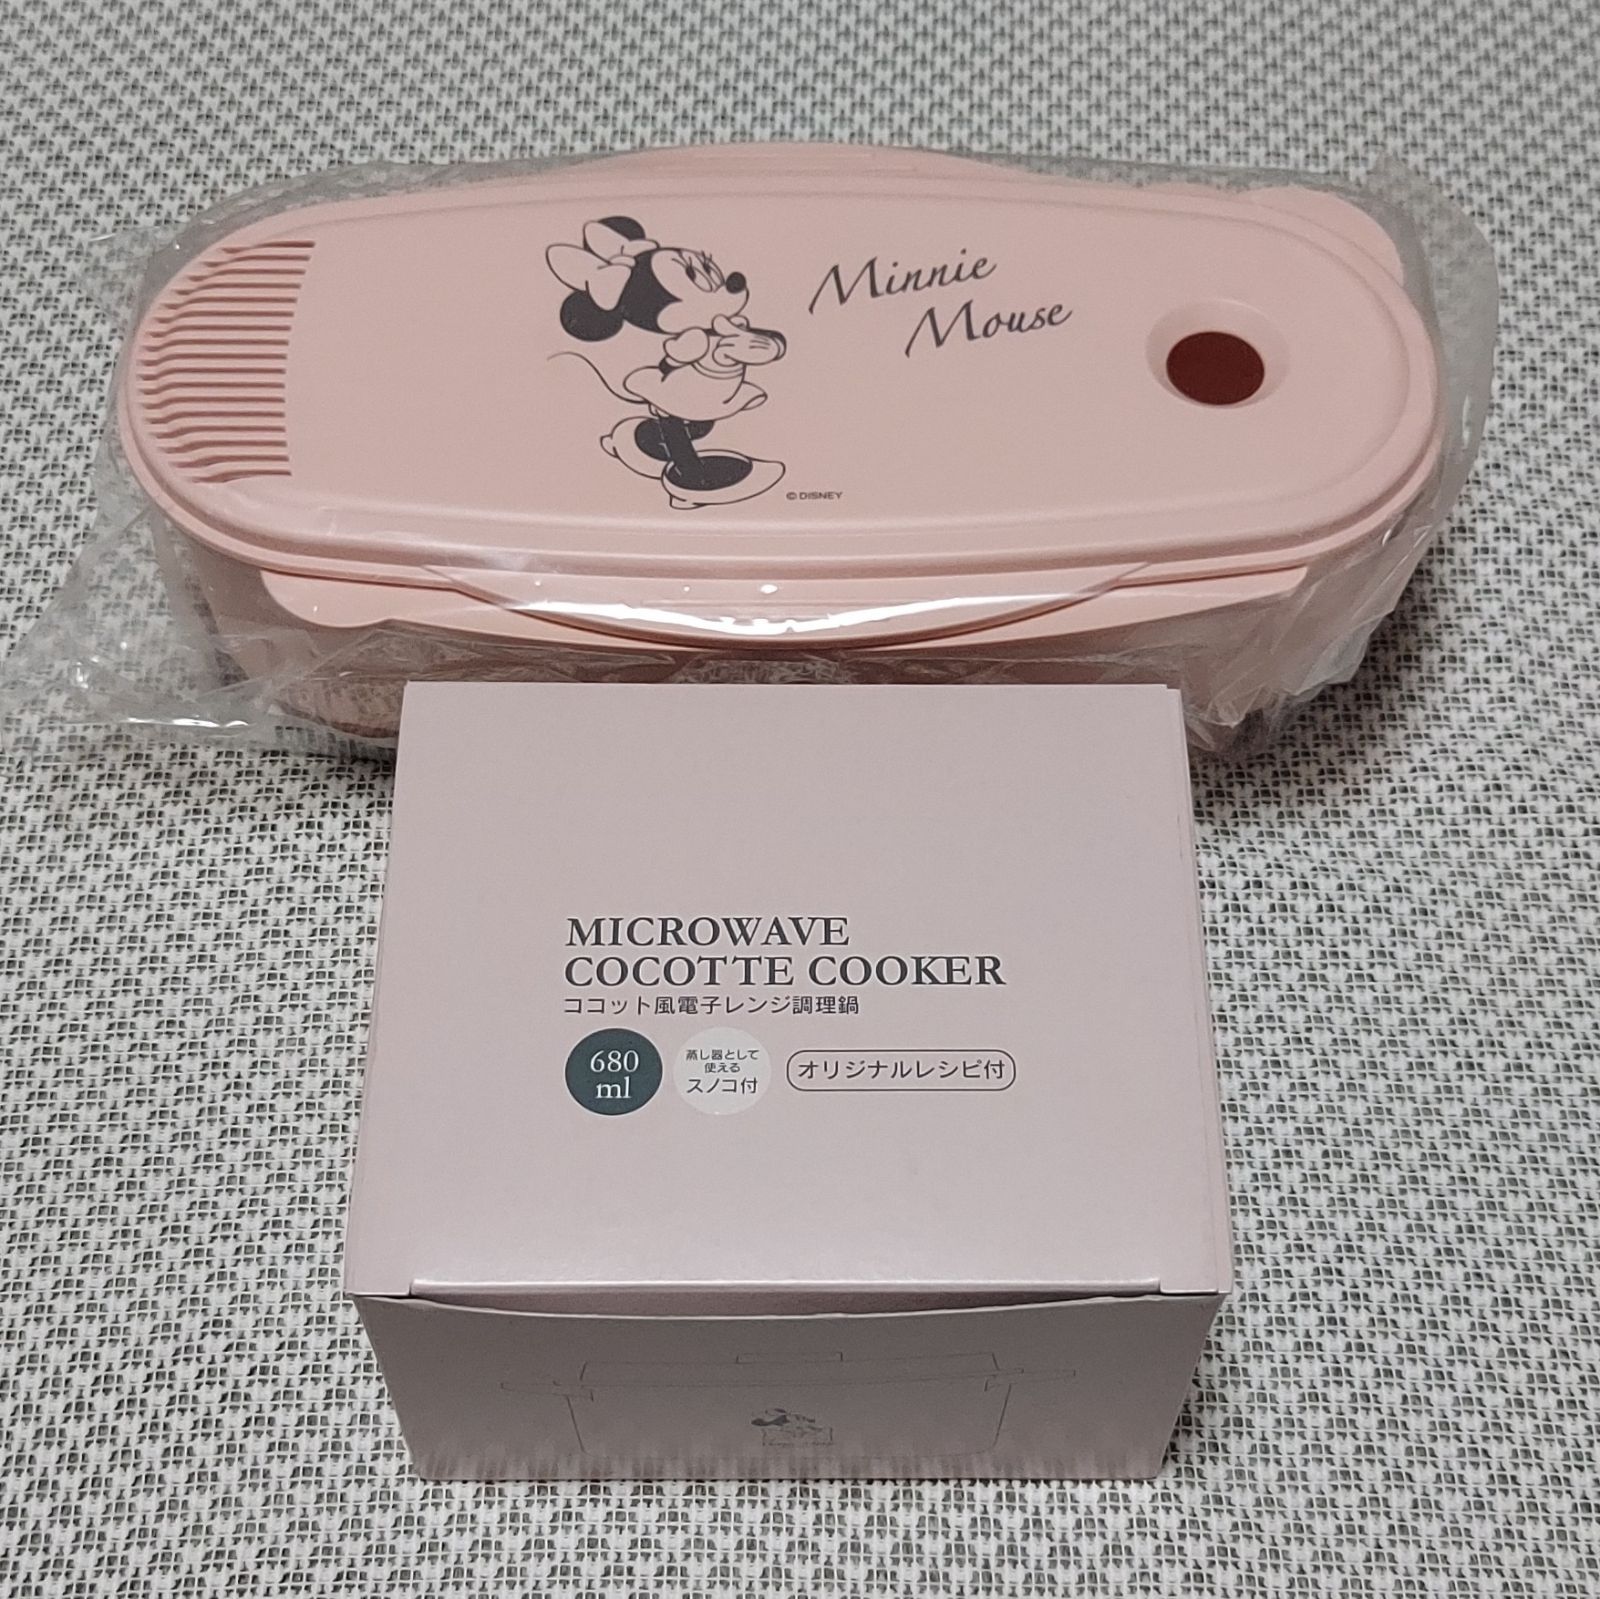 Minnie
Mouse
© DISNEY
MICROWAVE
COCOTTE COOKER
ココット風電子レンジ調理鍋
680
ml
蒸し器として
使える
スノコ付
オリジナルレシピ付